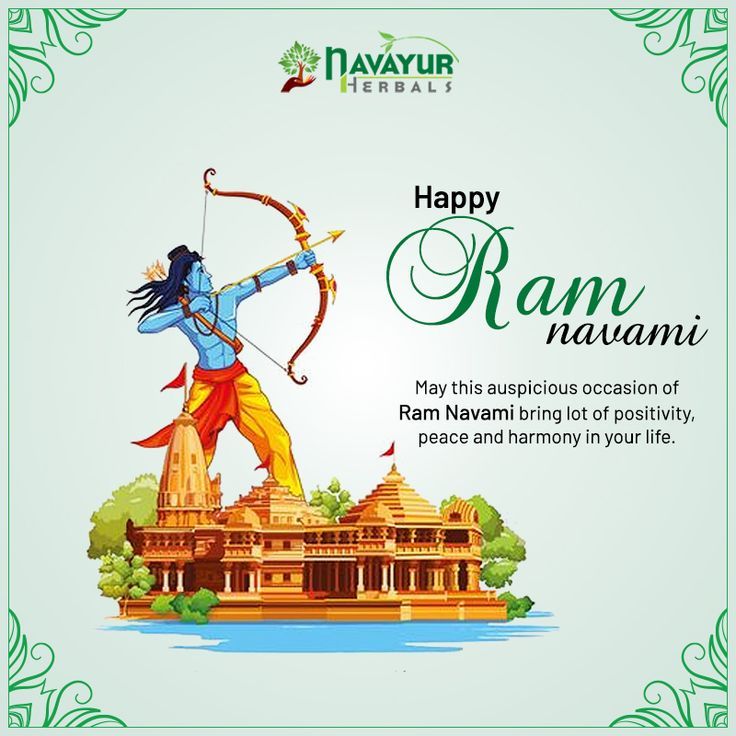 NAVAYUR
HERBALS
Happy
Ram
navami
May this auspicious occasion of
Ram Navami bring lot of positivity,
peace and harmony in your life.